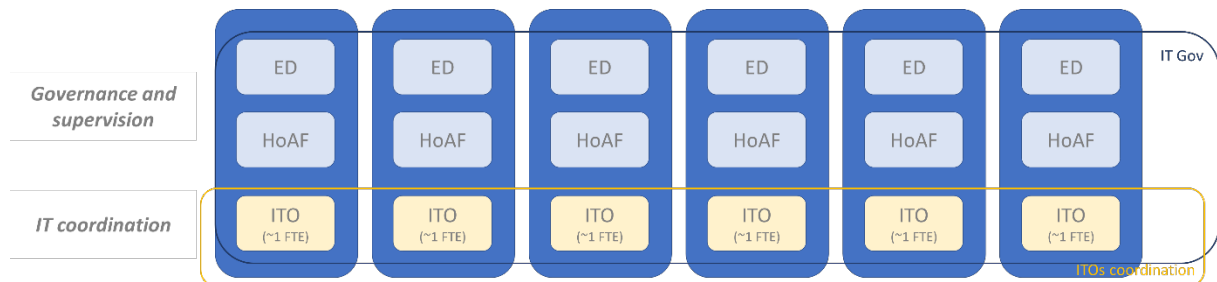 ED ED ED ED ED ED
IT Gov
Governance and
supervision
HoAF HoAF HoAF HoAF HoAF HoAF
IT coordination
ITO ITO ITO ITO ITO ITO
(~1 FTE) (~1 FTE) (~1 FTE) (~1 FTE) (~1 FTE) (~1 FTE)
ITOs coordination